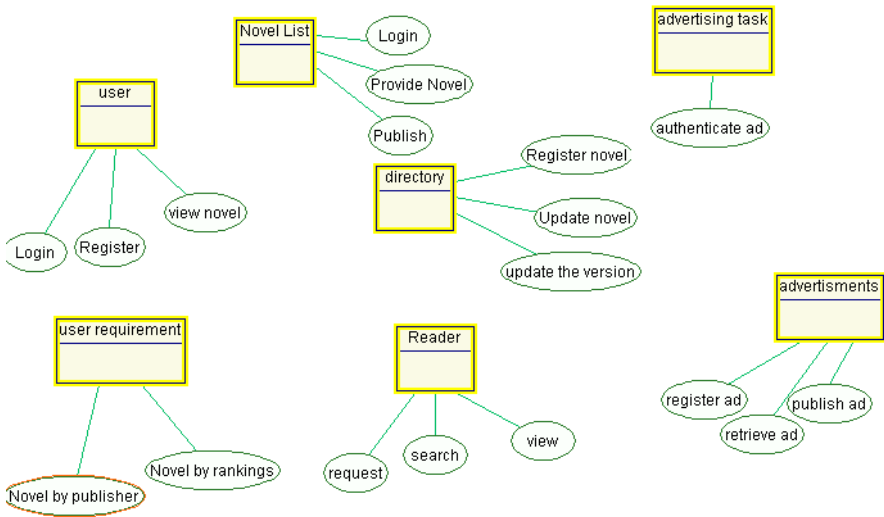 Novel List
Login
Provide Novel
Publish
advertising task
authenticate ad
user
Login
Register
view novel
directory
Register novel
Update novel
update the version
advertisments
register ad
retrieve ad
publish ad
user requirement
Novel by publisher
Novel by rankings
Reader
request
search
view